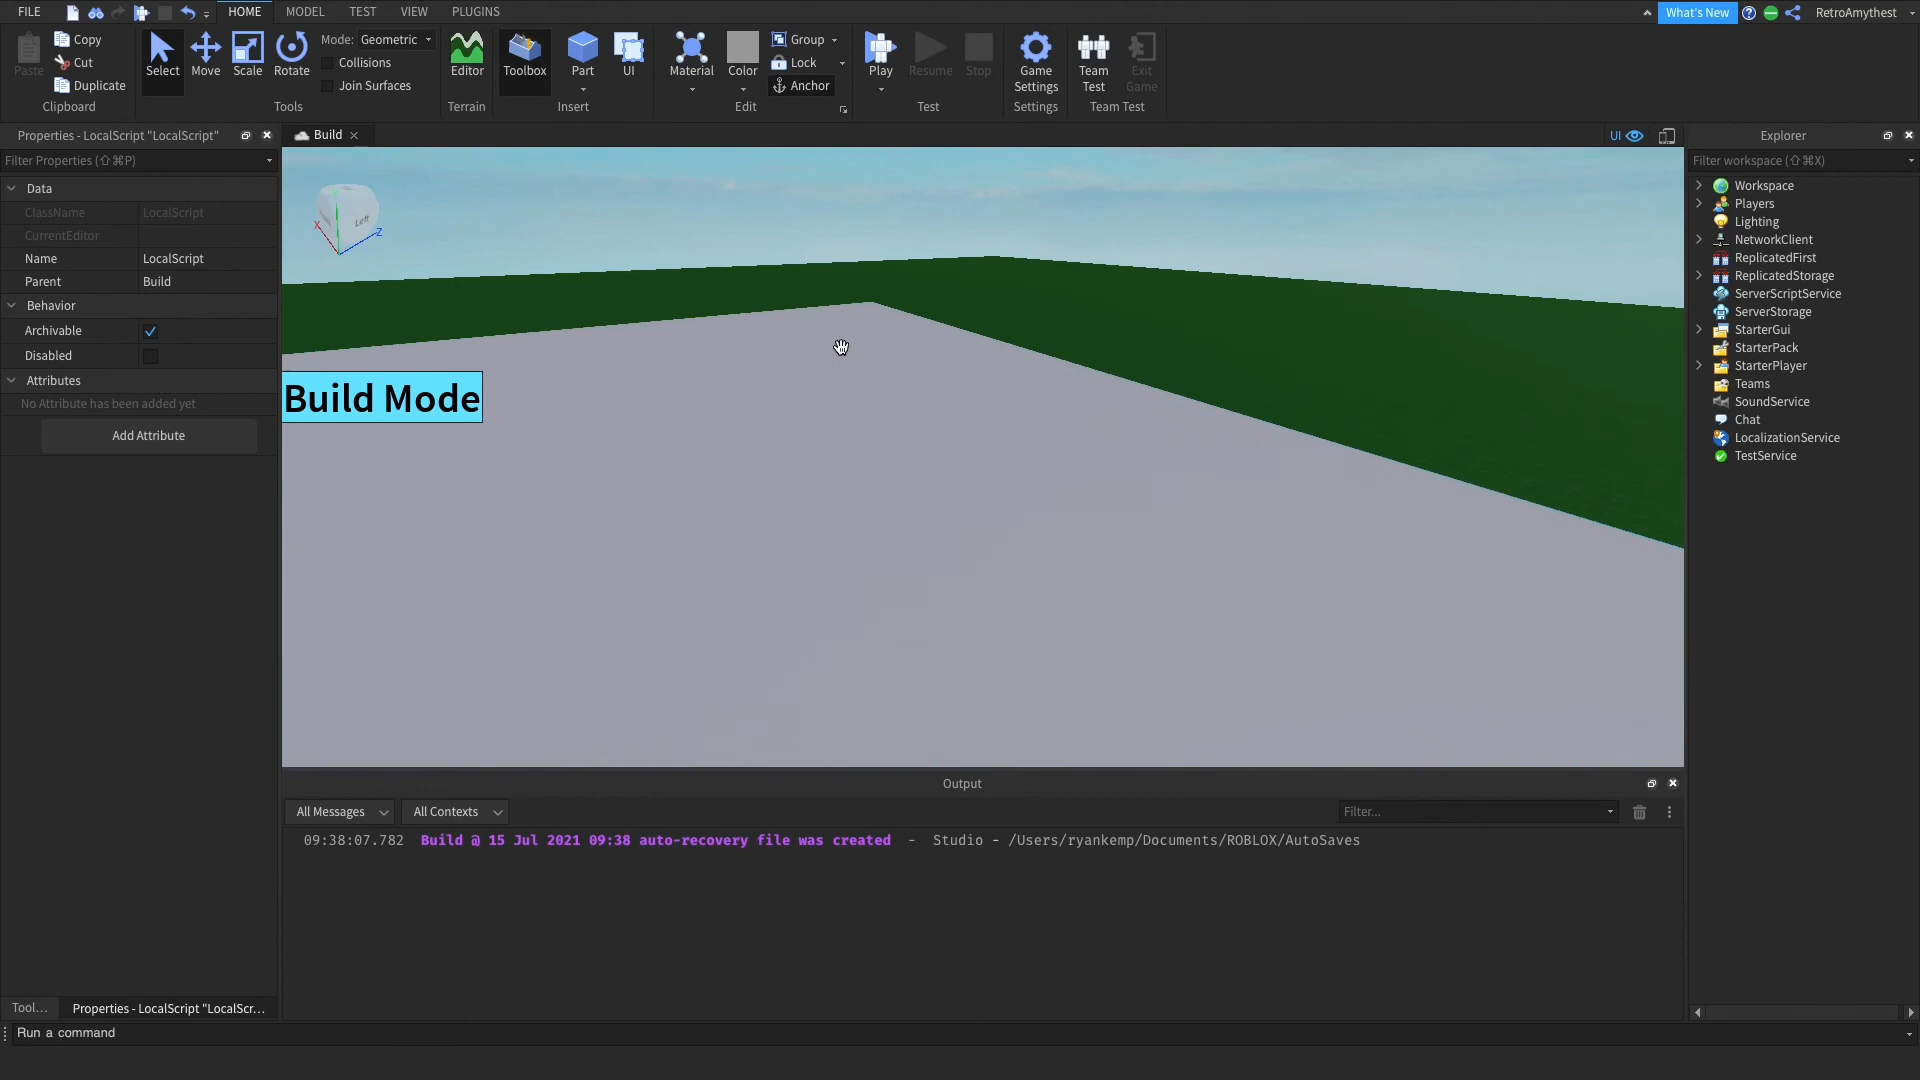 FILE HOME MODEL TEST VIEW PLUGINS What's New RetroAmythest
Paste Copy Cut Duplicate Clipboard
Select Move Scale Rotate Mode: Geometric Collisions Join Surfaces Tools
Editor Terrain
Toolbox Part UI Insert
Material Color Group Lock Anchor Edit
Play Resume Stop Test
Game Settings Settings
Team Test Exit Game Team Test
Properties - LocalScript "LocalScript"
Filter Properties (⇧⌘P)
Data
ClassName LocalScript
CurrentEditor
Name LocalScript
Parent Build
Behavior
Archivable
Disabled
Attributes
No Attribute has been added yet
Add Attribute
Tool...
Properties - LocalScript "LocalScr...
Build
UI
Left
X
Z
Build Mode
Output
All Messages All Contexts Filter...
09:38:07.782 Build @ 15 Jul 2021 09:38 auto-recovery file was created - Studio - /Users/ryankemp/Documents/ROBLOX/AutoSaves
Explorer
Filter workspace (⇧⌘X)
Workspace
Players
Lighting
NetworkClient
ReplicatedFirst
ReplicatedStorage
ServerScriptService
ServerStorage
StarterGui
StarterPack
StarterPlayer
Teams
SoundService
Chat
LocalizationService
TestService
Run a command